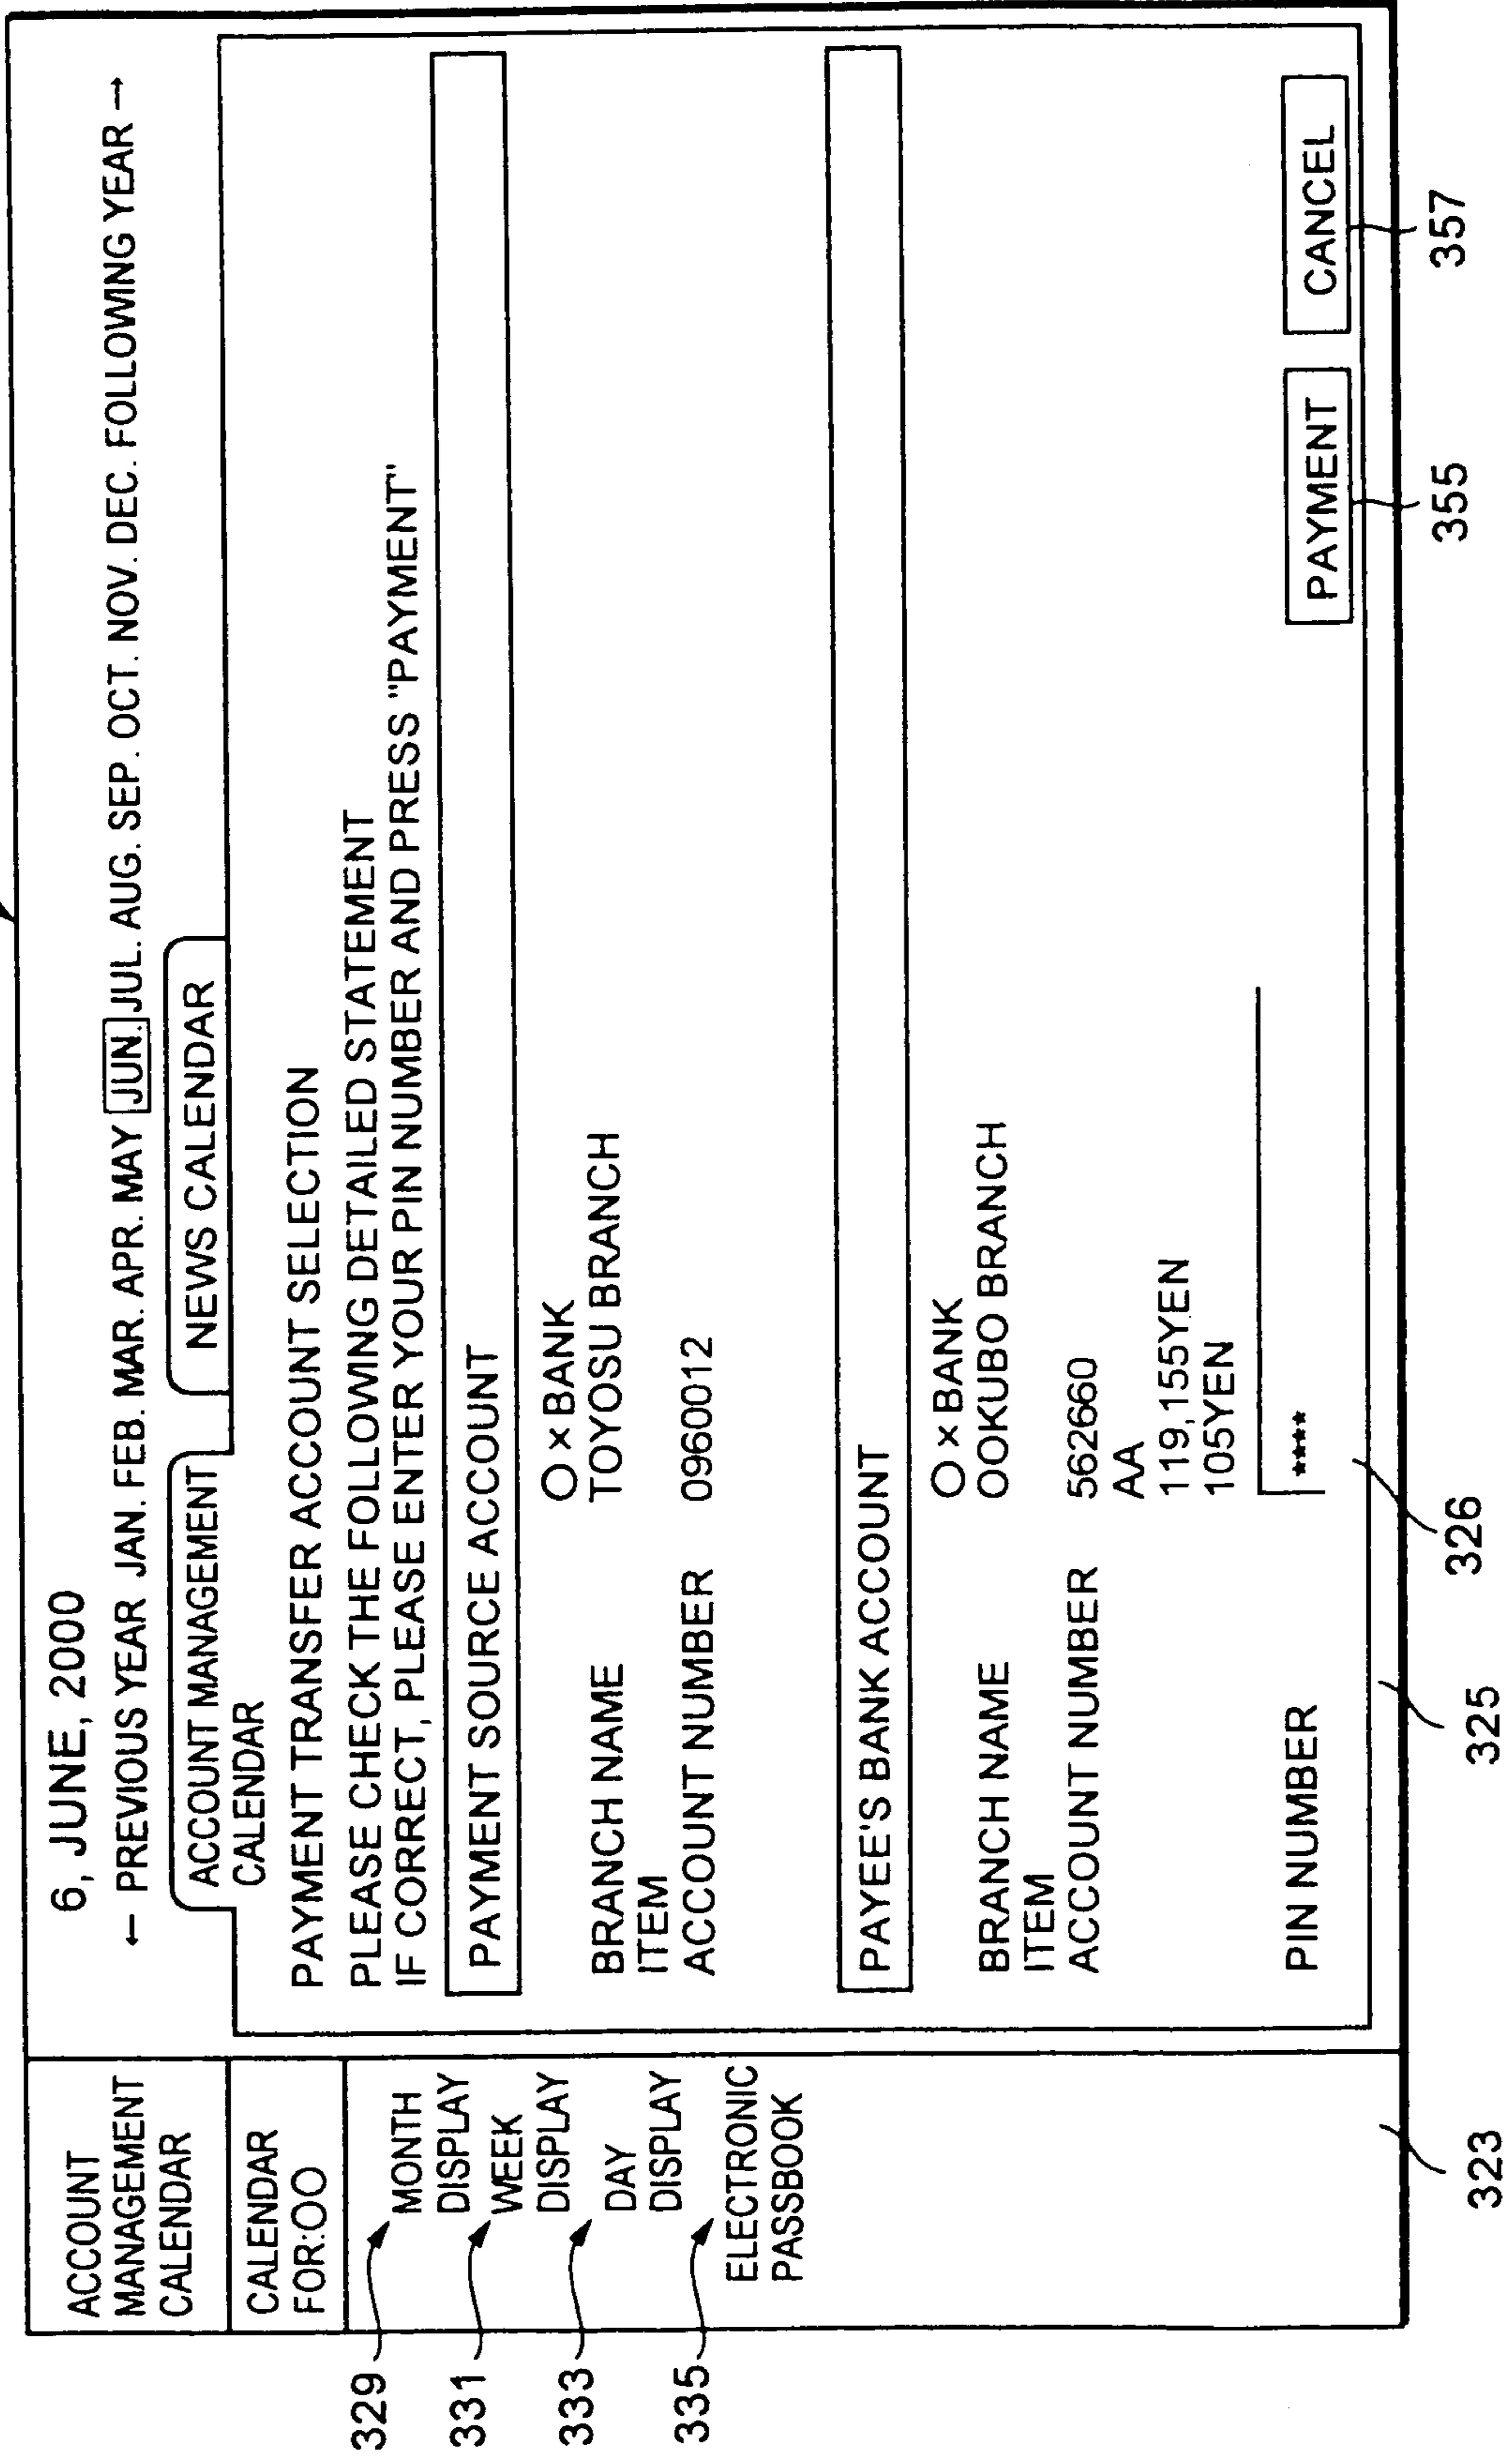 6, JUNE, 2000
← PREVIOUS YEAR JAN. FEB. MAR. APR. MAY JUN. JUL. AUG. SEP. OCT. NOV. DEC. FOLLOWING YEAR →
ACCOUNT
MANAGEMENT
CALENDAR
CALENDAR
FOR:OO
329
MONTH
DISPLAY
331
WEEK
DISPLAY
333
DAY
DISPLAY
335
ELECTRONIC
PASSBOOK
323
ACCOUNT MANAGEMENT
CALENDAR
NEWS CALENDAR
PAYMENT TRANSFER ACCOUNT SELECTION
PLEASE CHECK THE FOLLOWING DETAILED STATEMENT
IF CORRECT, PLEASE ENTER YOUR PIN NUMBER AND PRESS "PAYMENT"
PAYMENT SOURCE ACCOUNT
O × BANK
BRANCH NAME TOYOSU BRANCH
ITEM
ACCOUNT NUMBER 0960012
PAYEE'S BANK ACCOUNT
O × BANK
BRANCH NAME OOKUBO BRANCH
ITEM
ACCOUNT NUMBER 562660
AA
119,155YEN
105YEN
PIN NUMBER ****
PAYMENT CANCEL
325 326 355 357